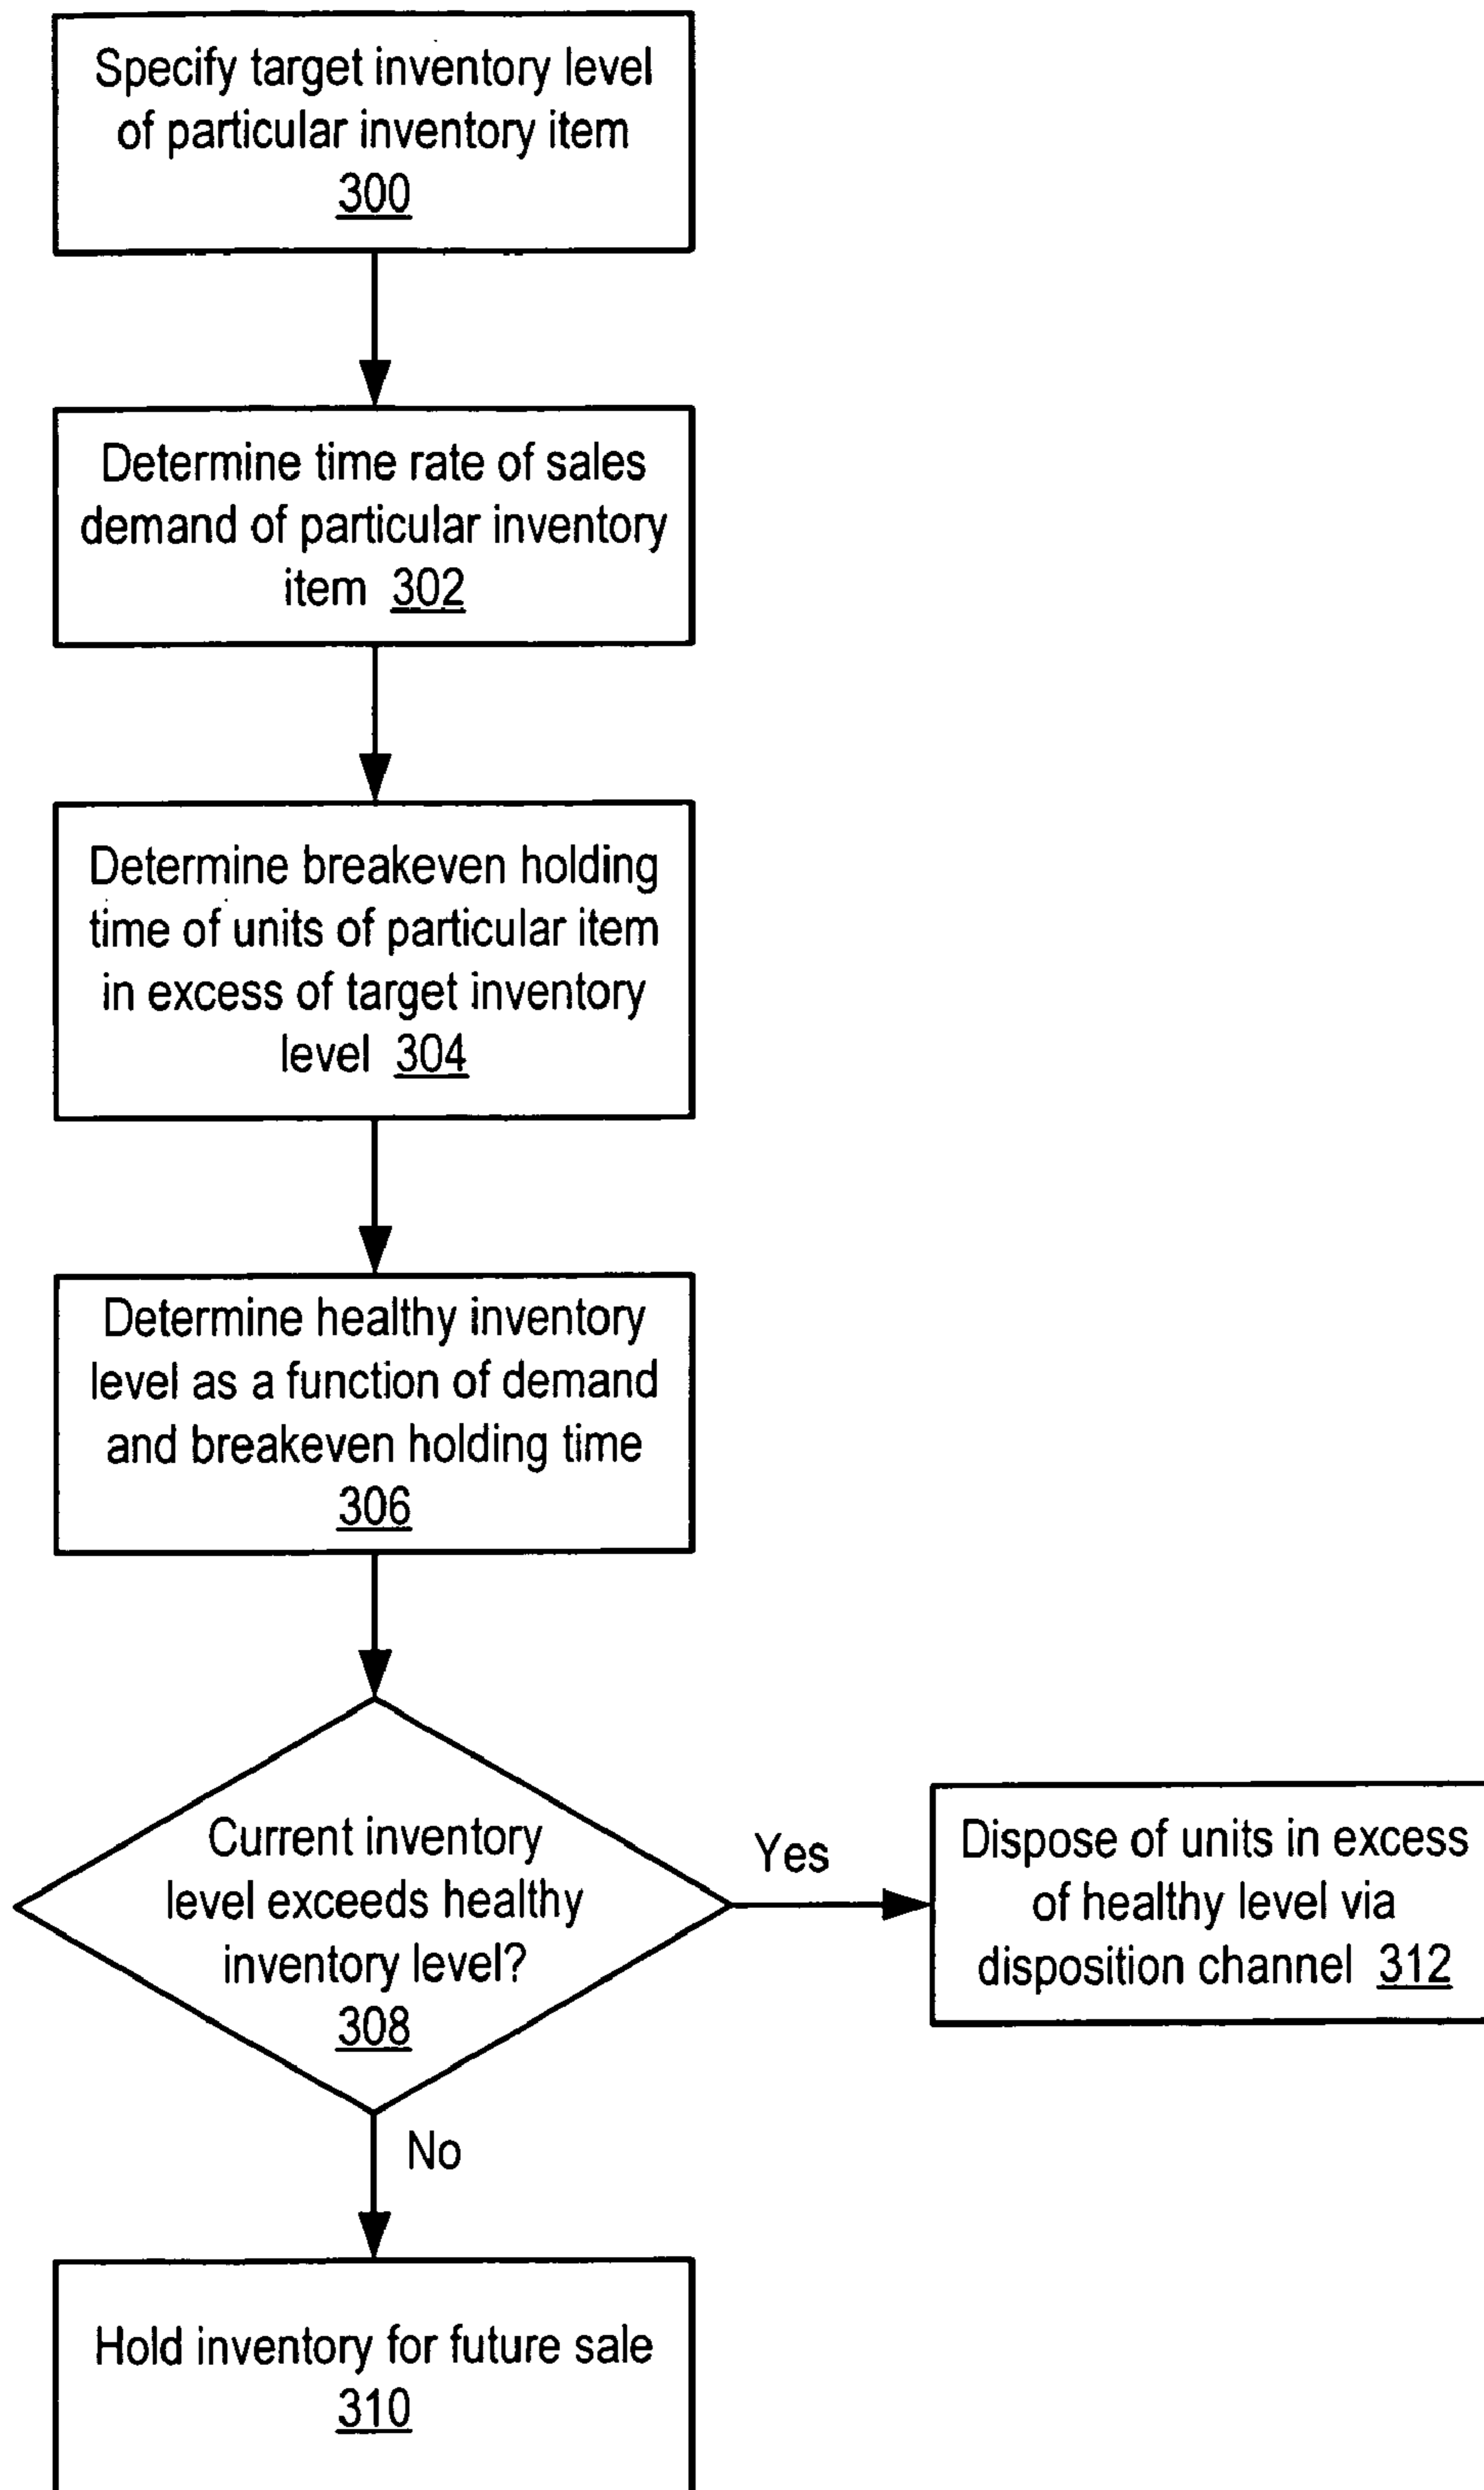 Specify target inventory level
of particular inventory item
300
Determine time rate of sales
demand of particular inventory
item 302
Determine breakeven holding
time of units of particular item
in excess of target inventory
level 304
Determine healthy inventory
level as a function of demand
and breakeven holding time
306
Current inventory
level exceeds healthy
inventory level?
308
Yes
Dispose of units in excess
of healthy level via
disposition channel 312
No
Hold inventory for future sale
310